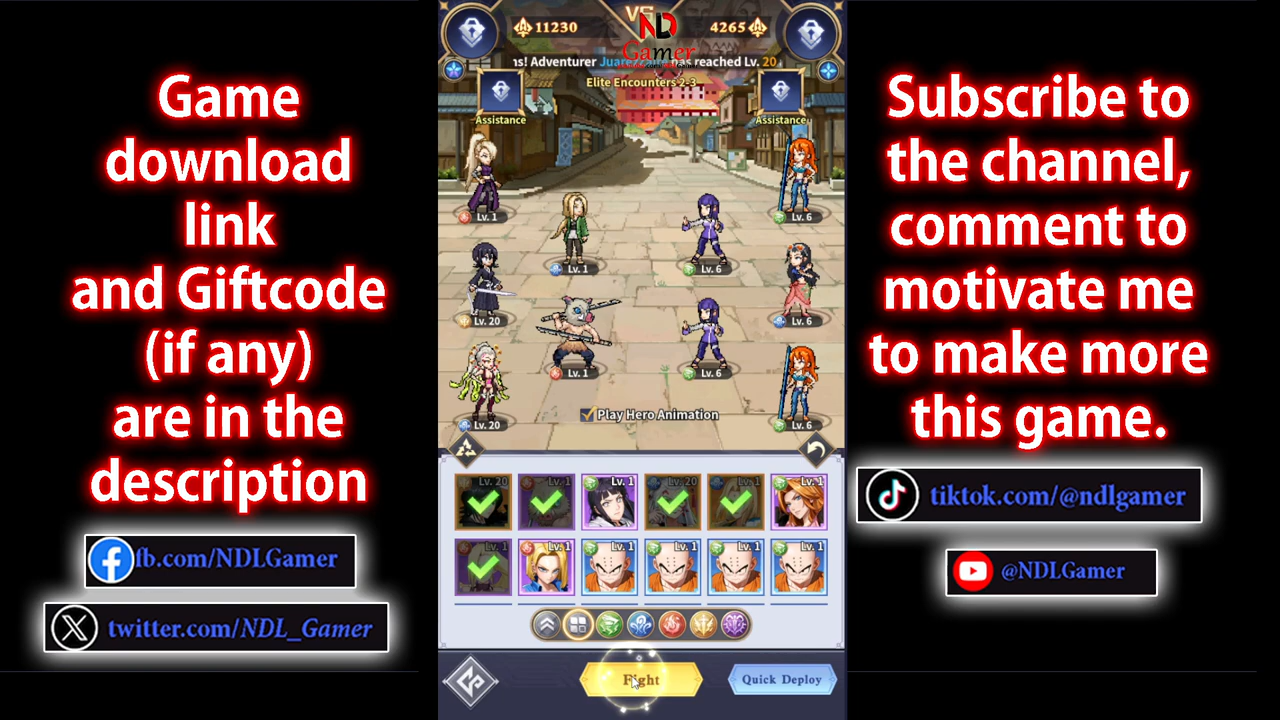 Game
download
link
and Giftcode
(if any)
are in the
description
fb.com/NDLGamer
twitter.com/NDL_Gamer
11230
VS
4265
ND
Gamer
ns! Adventurer
has reached Lv. 20
Elite Encounters 2-3
Assistance
Assistance
Lv. 1
Lv. 6
Lv. 1
Lv. 6
Lv. 20
Lv. 6
Lv. 1
Lv. 6
Lv. 20
Lv. 6
Play Hero Animation
Lv. 20
Lv. 1
Lv. 1
Lv. 20
Lv. 1
Lv. 1
Lv. 1
Lv. 1
Lv. 1
Lv. 1
Lv. 1
Lv. 1
Fight
Quick Deploy
Subscribe to
the channel,
comment to
motivate me
to make more
this game.
tiktok.com/@ndlgamer
@NDLGamer